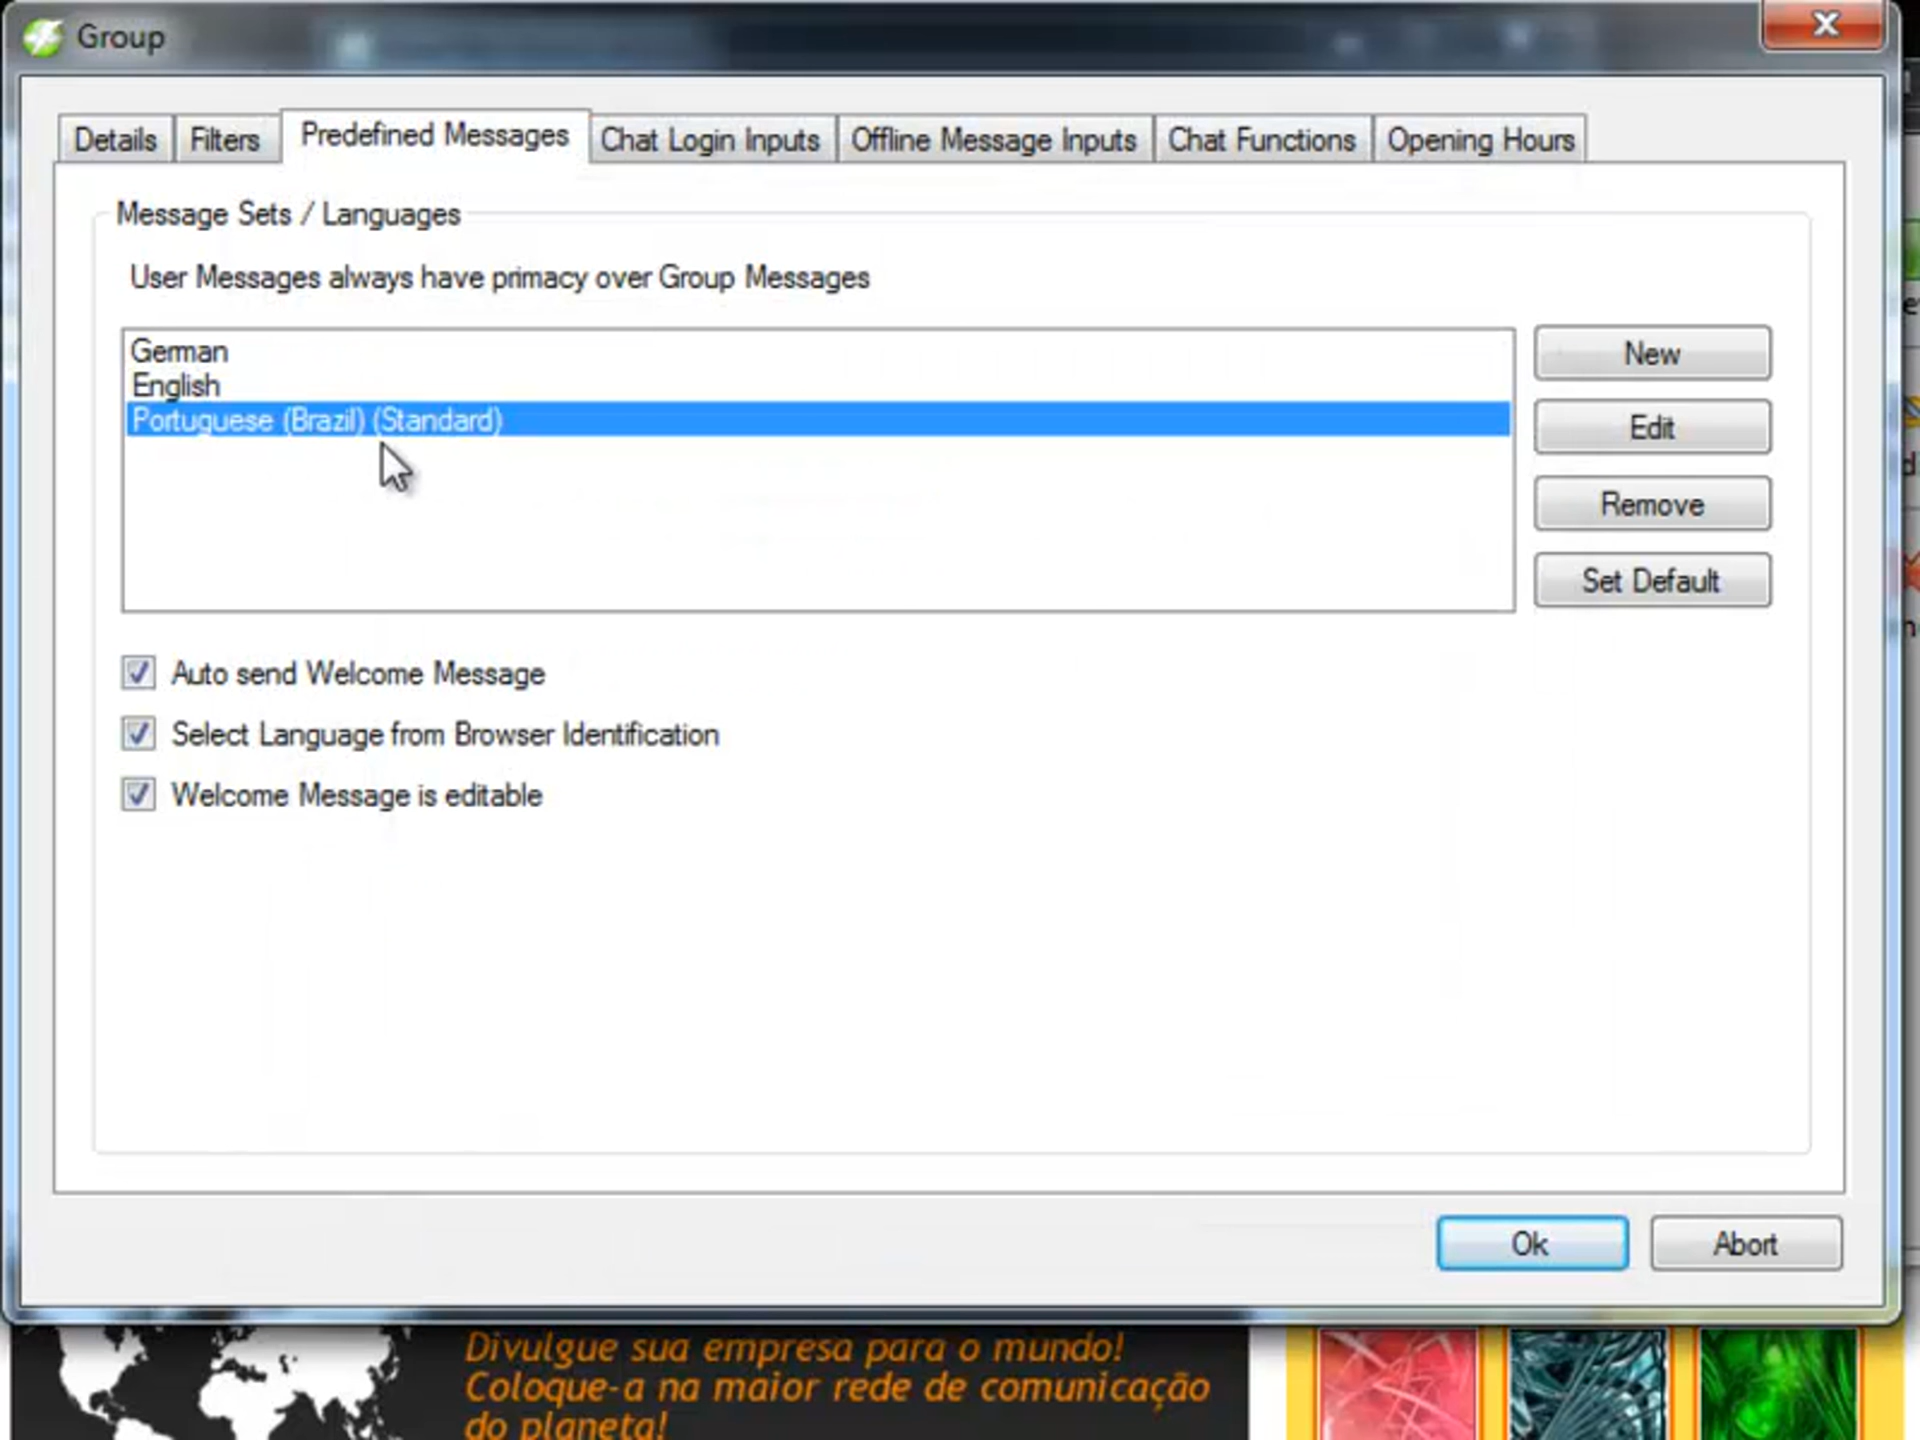 Group
Details
Filters
Predefined Messages
Chat Login Inputs
Offline Message Inputs
Chat Functions
Opening Hours
Message Sets / Languages
User Messages always have primacy over Group Messages
German
English
Portuguese (Brazil) (Standard)
New
Edit
Remove
Set Default
Auto send Welcome Message
Select Language from Browser Identification
Welcome Message is editable
Ok
Abort
Divulgue sua empresa para o mundo!
Coloque-a na maior rede de comunicação
do planeta!